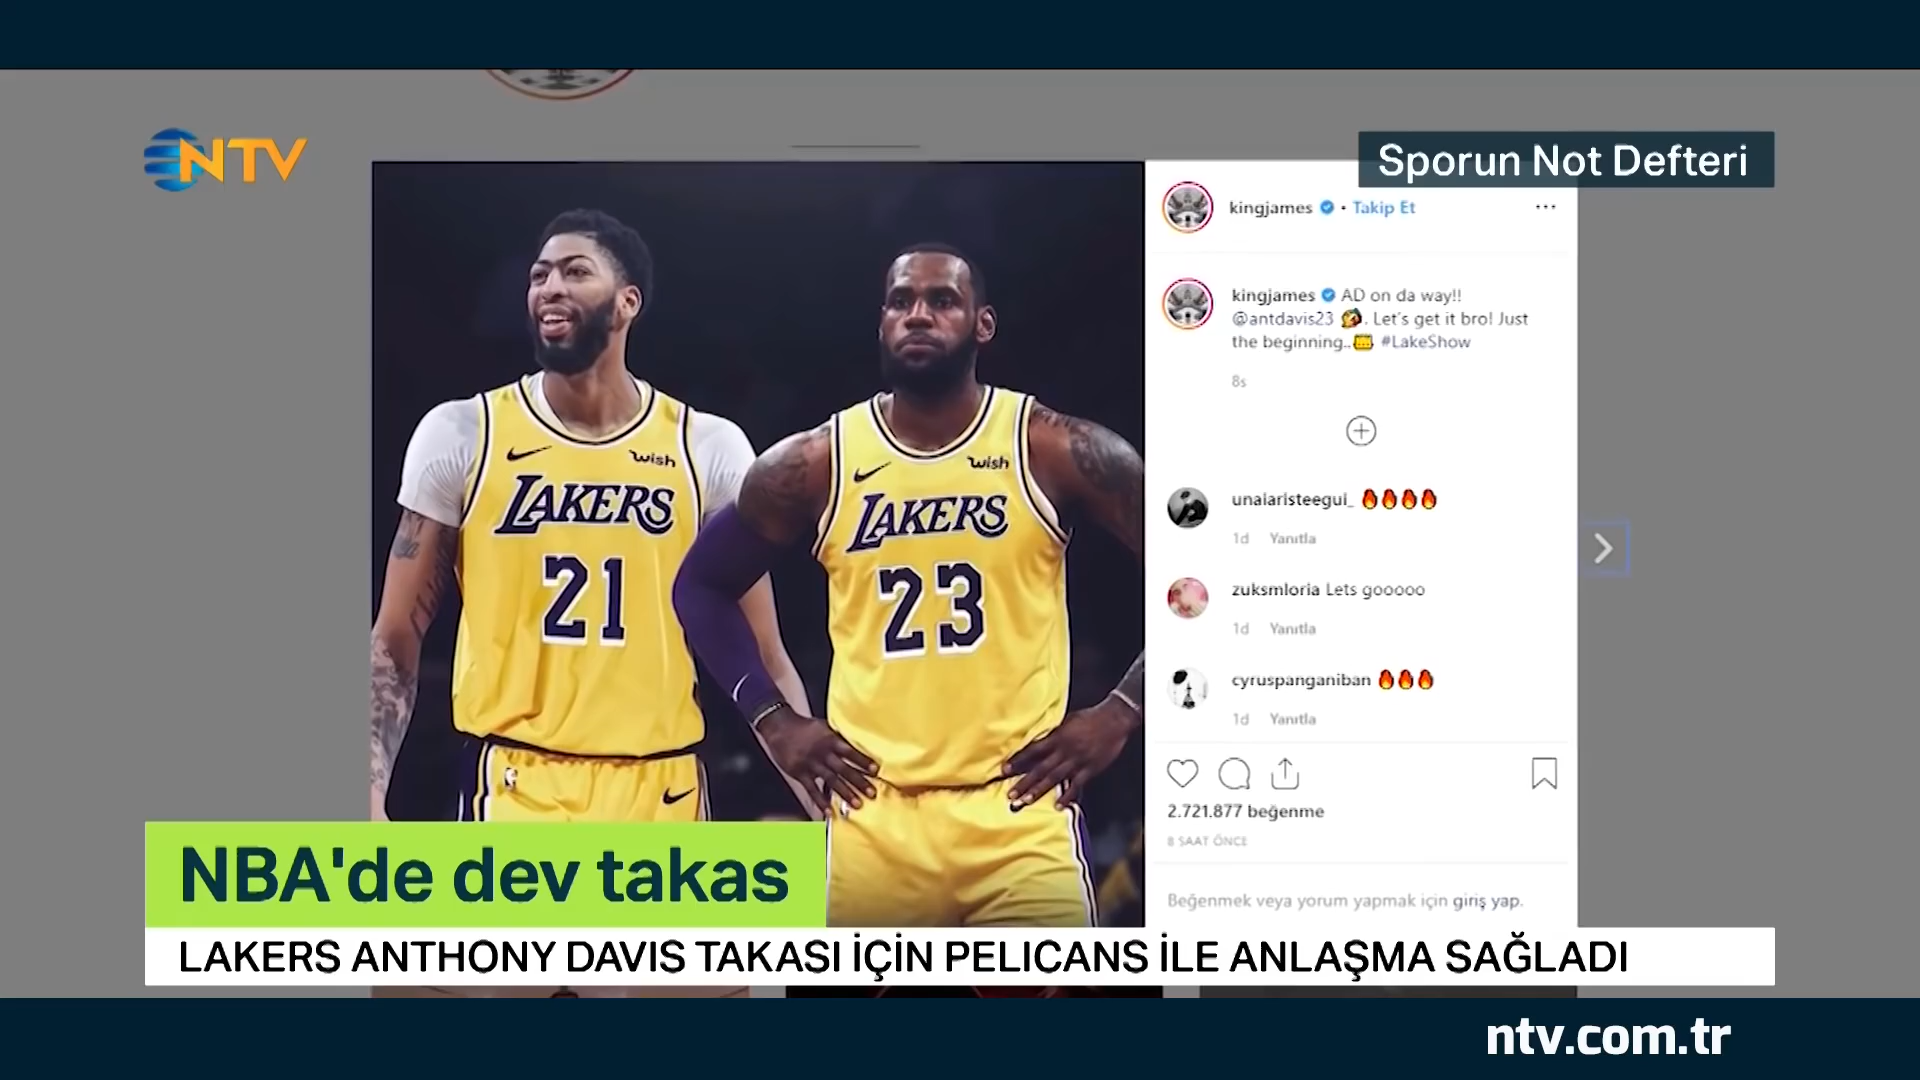 NTV
Sporun Not Defteri
kingjames • Takip Et
kingjames AD on da way!!
@antdavis23 . Let's get it bro! Just
the beginning.. #LakeShow
8s
unaiaristeegui_
1d Yanıtla
zuksmloria Lets gooooo
1d Yanıtla
cyruspanganiban
1d Yanıtla
2.721.877 beğenme
8 SAAT ÖNCE
Beğenmek veya yorum yapmak için giriş yap.
wish
LAKERS
21
wish
LAKERS
23
NBA'de dev takas
LAKERS ANTHONY DAVIS TAKASI İÇİN PELICANS İLE ANLAŞMA SAĞLADI
ntv.com.tr